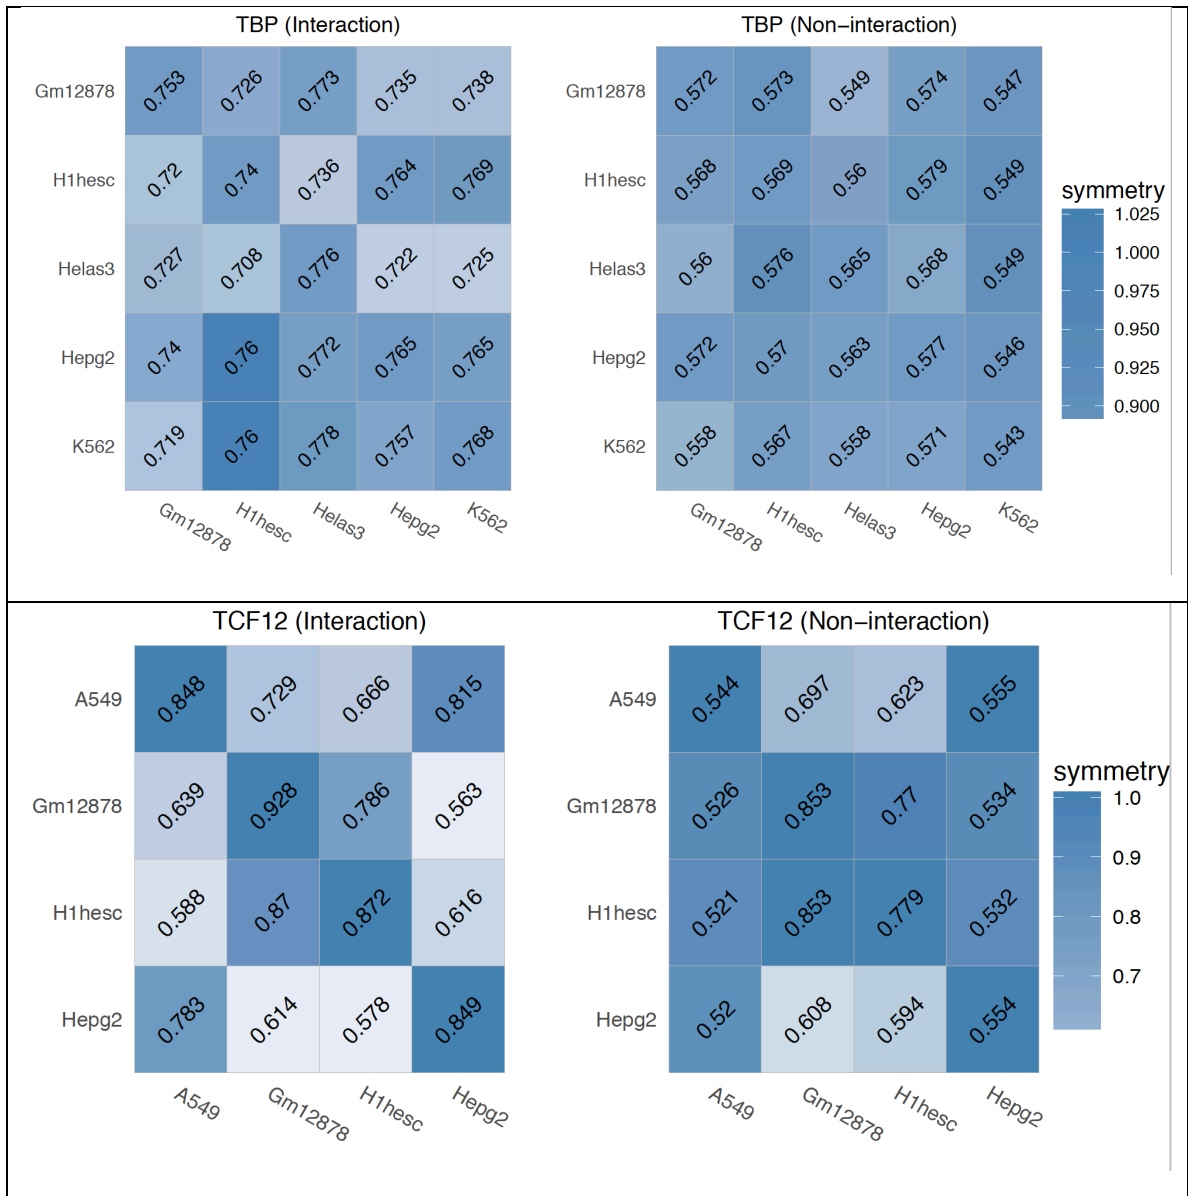 TBP (Interaction)
TBP (Non−interaction)
Gm12878
0.753
0.726
0.773
0.735
0.738
H1hesc
0.72
0.74
0.736
0.764
0.769
Helas3
0.727
0.708
0.776
0.722
0.725
Hepg2
0.74
0.76
0.772
0.765
0.765
K562
0.719
0.76
0.778
0.757
0.768
Gm12878
H1hesc
Helas3
Hepg2
K562
Gm12878
0.572
0.573
0.549
0.574
0.547
H1hesc
0.568
0.569
0.56
0.579
0.549
Helas3
0.56
0.576
0.565
0.568
0.549
Hepg2
0.572
0.57
0.563
0.577
0.546
K562
0.558
0.567
0.558
0.571
0.543
Gm12878
H1hesc
Helas3
Hepg2
K562
symmetry
1.025
1.000
0.975
0.950
0.925
0.900
TCF12 (Interaction)
TCF12 (Non−interaction)
A549
0.848
0.729
0.666
0.815
Gm12878
0.639
0.928
0.786
0.563
H1hesc
0.588
0.87
0.872
0.616
Hepg2
0.783
0.614
0.578
0.849
A549
Gm12878
H1hesc
Hepg2
A549
0.544
0.697
0.623
0.555
Gm12878
0.526
0.853
0.77
0.534
H1hesc
0.521
0.853
0.779
0.532
Hepg2
0.52
0.608
0.594
0.554
A549
Gm12878
H1hesc
Hepg2
symmetry
1.0
0.9
0.8
0.7